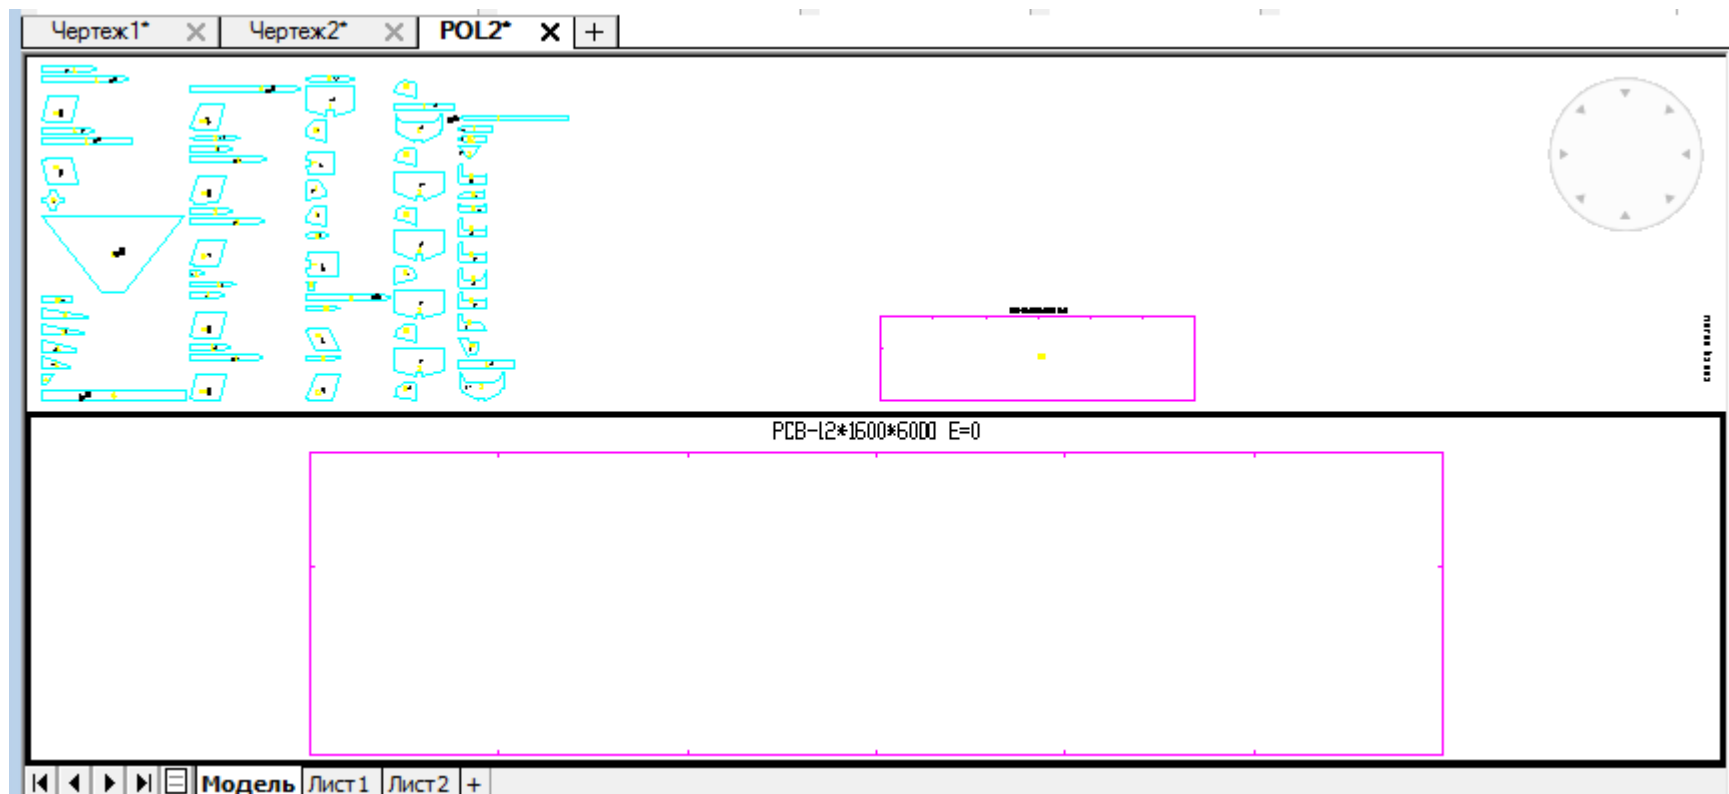 Чертеж1* Чертеж2* POL2* +
PCB-12*1600*6000 E=0
Модель Лист1 Лист2 +